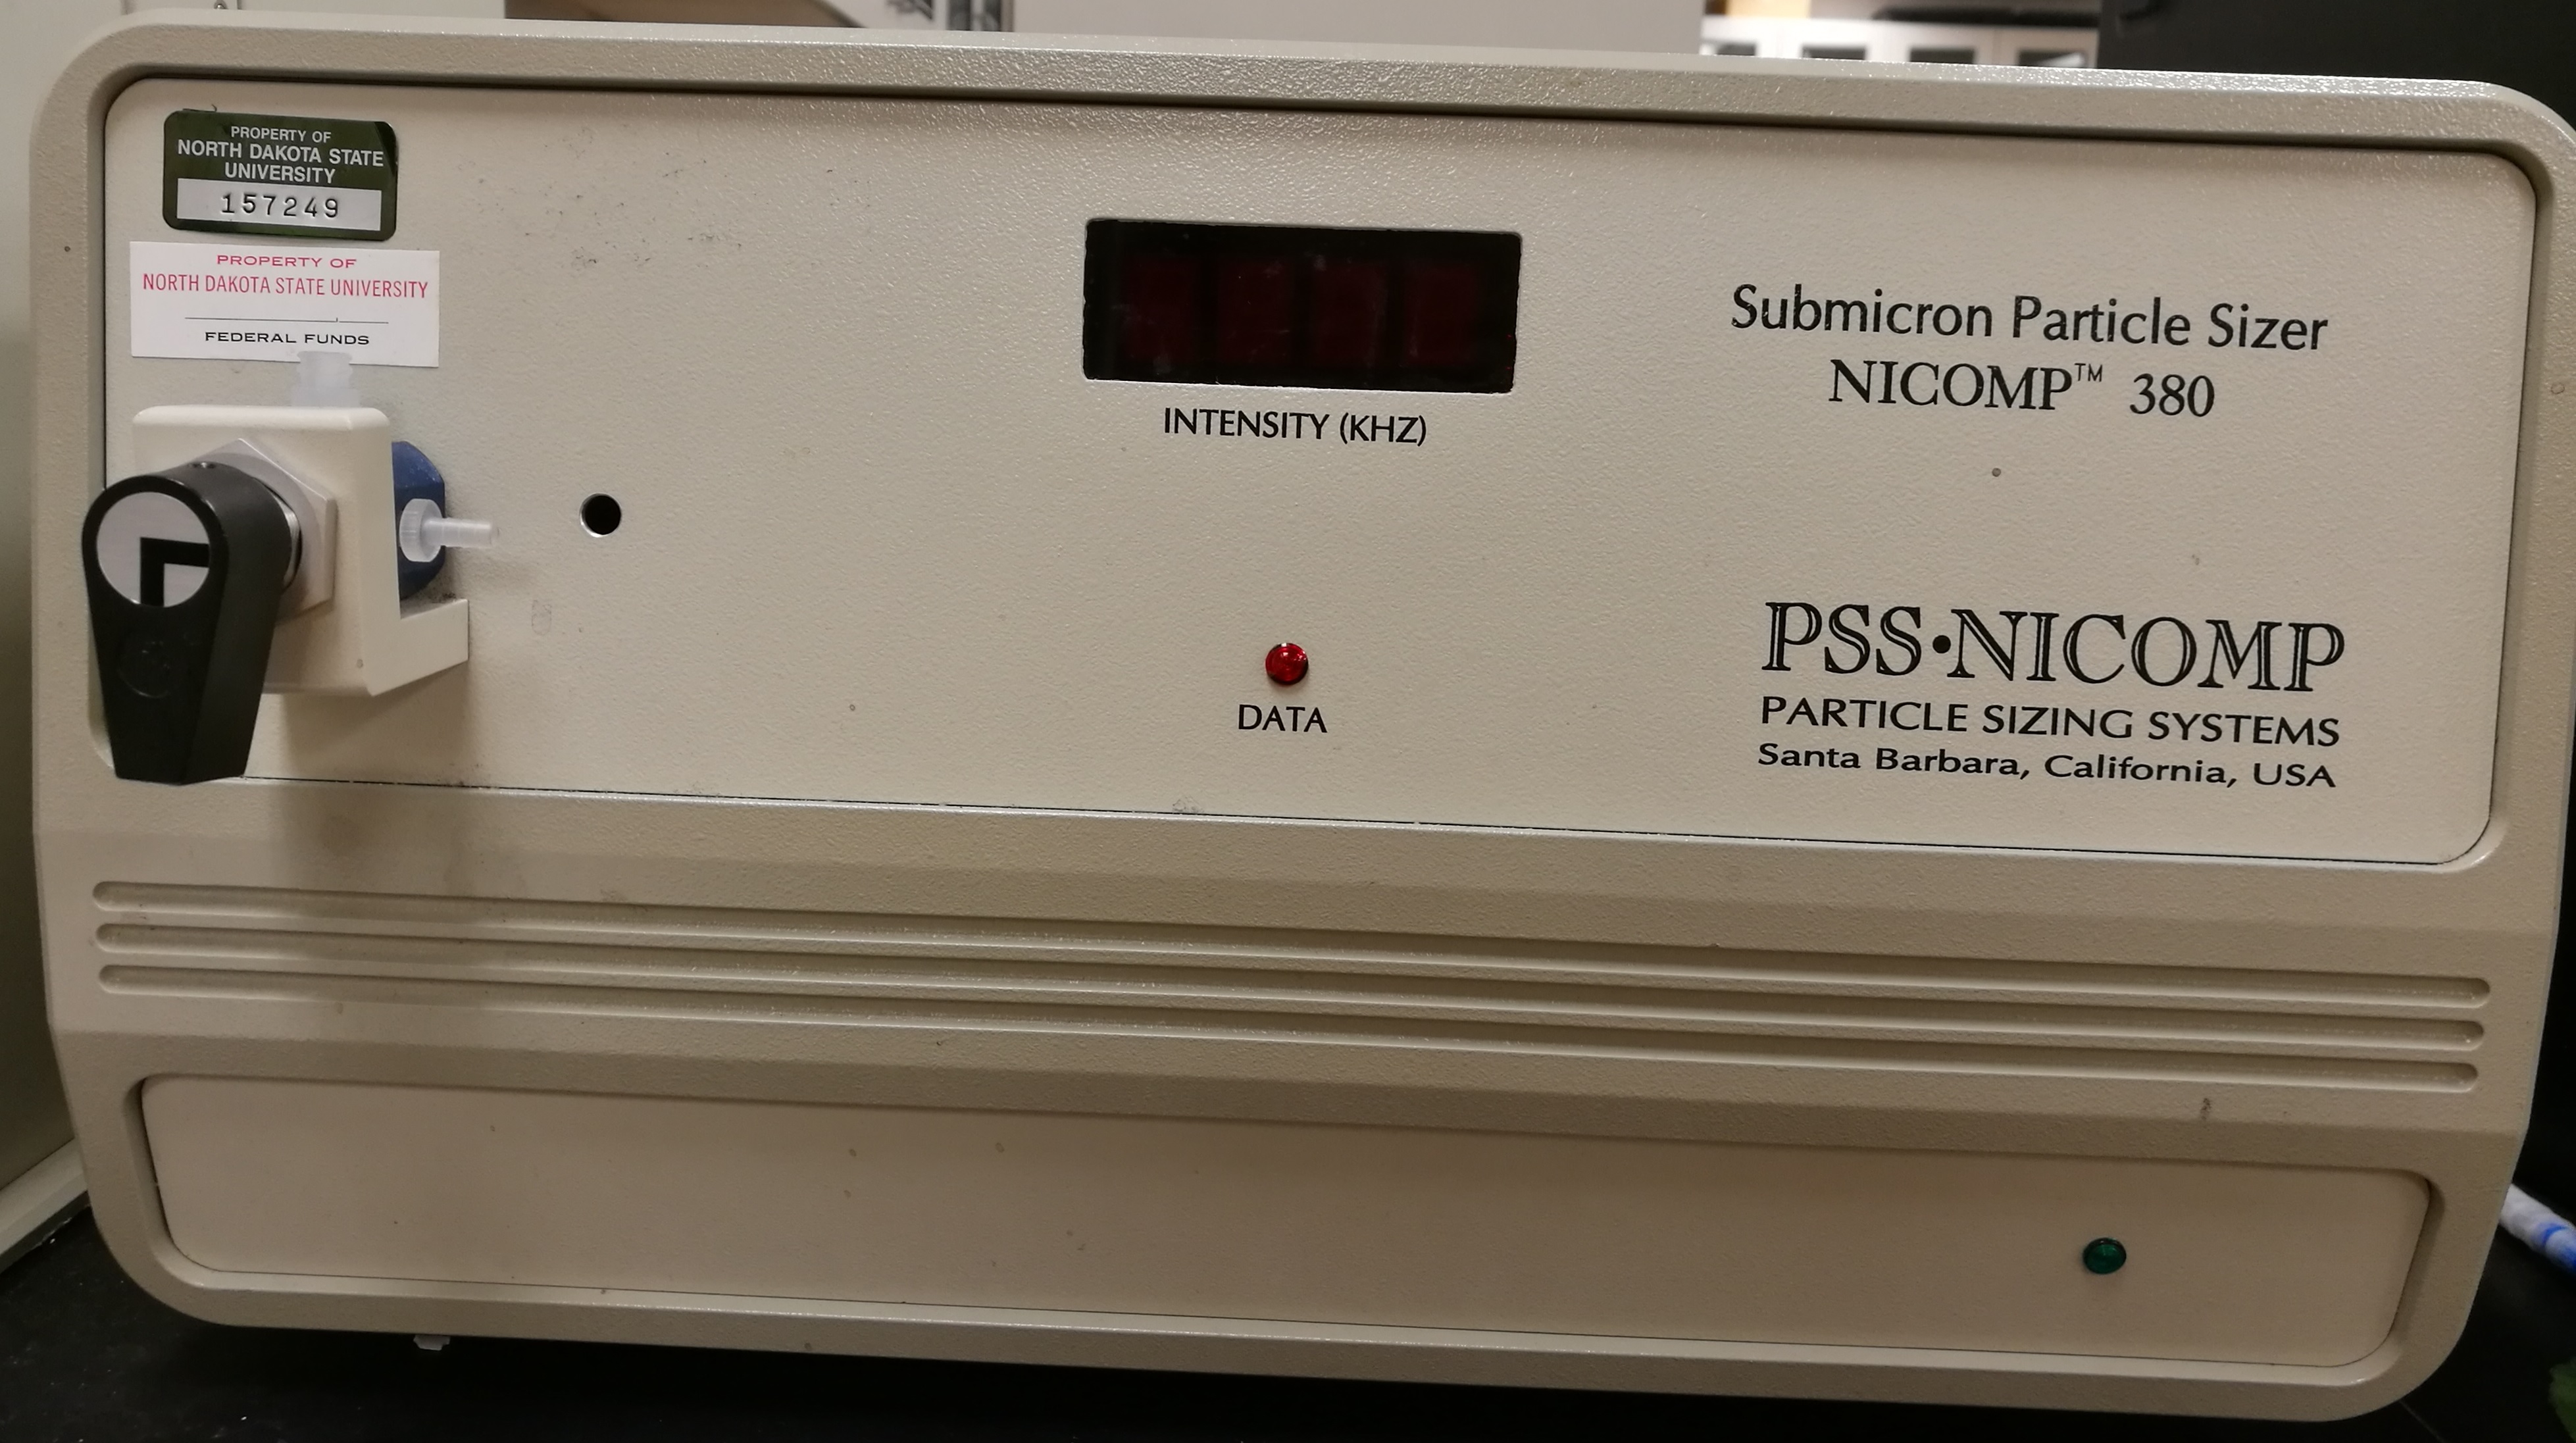 PROPERTY OF
NORTH DAKOTA STATE
UNIVERSITY
157249
PROPERTY OF
NORTH DAKOTA STATE UNIVERSITY
FEDERAL FUNDS
INTENSITY (KHZ)
DATA
Submicron Particle Sizer
NICOMP™ 380
PSS•NICOMP
PARTICLE SIZING SYSTEMS
Santa Barbara, California, USA